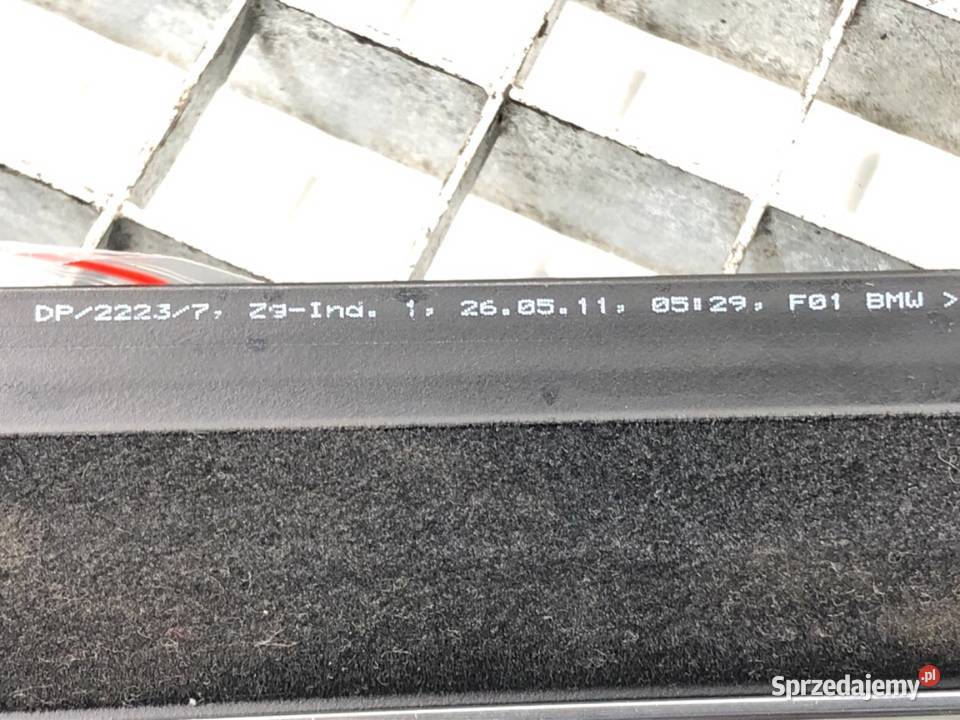 DP/2223/7, Zg-Ind. 1, 26.05.11, 05:29, F01 BMW >
Sprzedajemy.pl